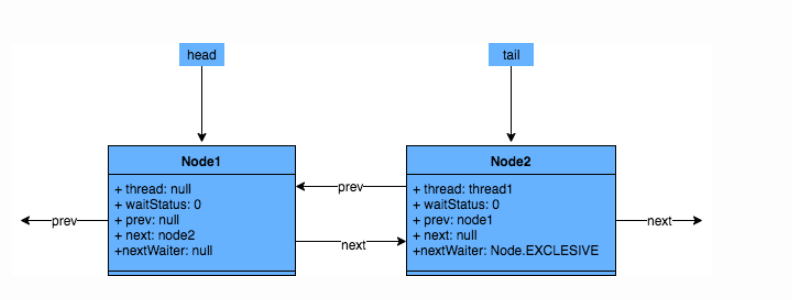 head
tail
Node1
+ thread: null
+ waitStatus: 0
+ prev: null
+ next: node2
+nextWaiter: null
Node2
+ thread: thread1
+ waitStatus: 0
+ prev: node1
+ next: null
+nextWaiter: Node.EXCLESIVE
prev
prev
next
next